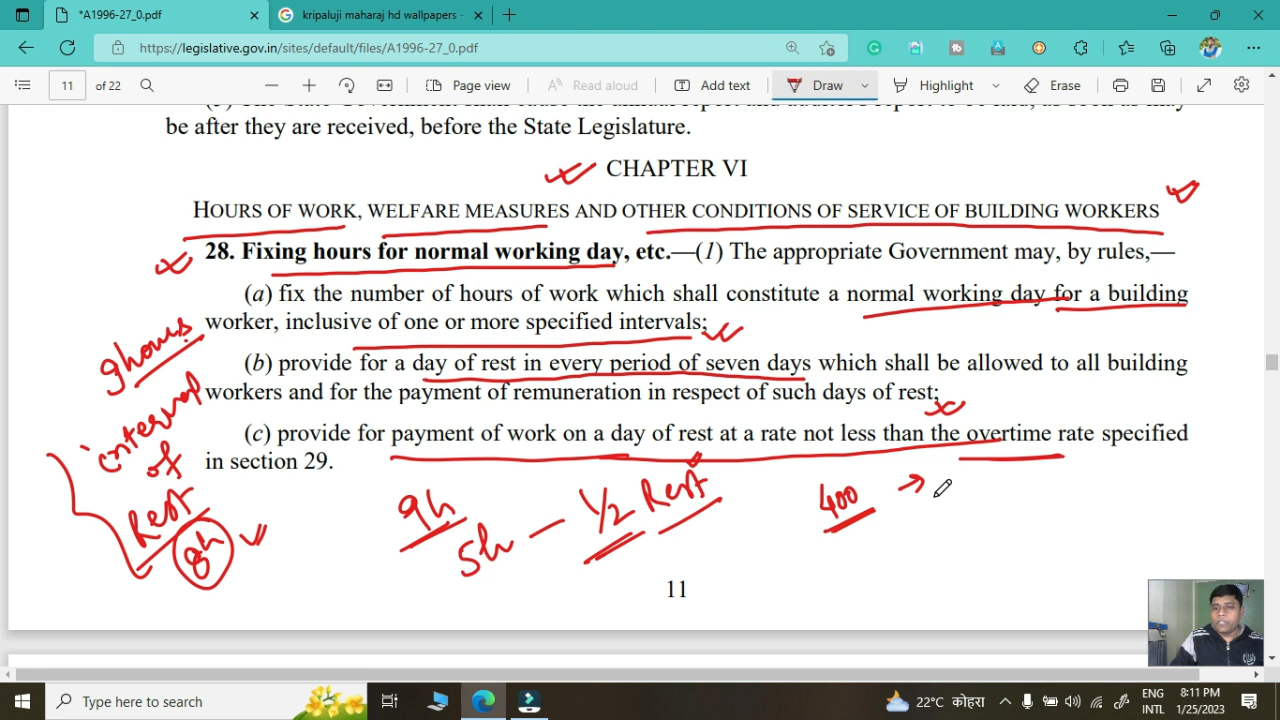 *A1996-27_0.pdf
kripaluji maharaj hd wallpapers -
https://legislative.gov.in/sites/default/files/A1996-27_0.pdf
11 of 22
Page view
Read aloud
Add text
Draw
Highlight
Erase
be after they are received, before the State Legislature.
CHAPTER VI
HOURS OF WORK, WELFARE MEASURES AND OTHER CONDITIONS OF SERVICE OF BUILDING WORKERS
28. Fixing hours for normal working day, etc.—(1) The appropriate Government may, by rules,—
(a) fix the number of hours of work which shall constitute a normal working day for a building
worker, inclusive of one or more specified intervals;
(b) provide for a day of rest in every period of seven days which shall be allowed to all building
workers and for the payment of remuneration in respect of such days of rest;
(c) provide for payment of work on a day of rest at a rate not less than the overtime rate specified
in section 29.
9hours
interval
of
Rest
8h
9h
5h — 1/2 Rest
400 →
11
Type here to search
22°C कोहरा
ENG
INTL
8:11 PM
1/25/2023